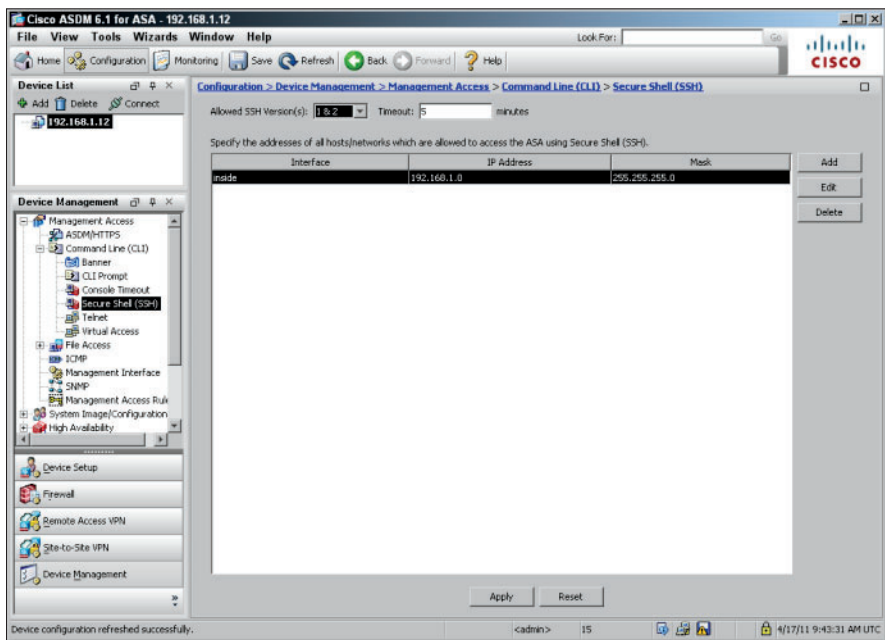 Cisco ASDM 6.1 for ASA - 192.168.1.12
File View Tools Wizards Window Help
Look For:
Go
Home Configuration Monitoring Save Refresh Back Forward Help
CISCO
Device List
Add Delete Connect
192.168.1.12
Device Management
Management Access
ASDM/HTTPS
Command Line (CLI)
Banner
CLI Prompt
Console Timeout
Secure Shell (SSH)
Telnet
Virtual Access
File Access
ICMP
Management Interface
SNMP
Management Access Rule
System Image/Configuration
High Availability
Device Setup
Firewall
Remote Access VPN
Site-to-Site VPN
Device Management
Configuration > Device Management > Management Access > Command Line (CLI) > Secure Shell (SSH)
Allowed SSH Version(s): 1 & 2 Timeout: 5 minutes
Specify the addresses of all hosts/networks which are allowed to access the ASA using Secure Shell (SSH).
Interface IP Address Mask
inside 192.168.1.0 255.255.255.0
Add
Edit
Delete
Apply Reset
Device configuration refreshed successfully. <admin> 15 4/17/11 9:43:31 AM UTC